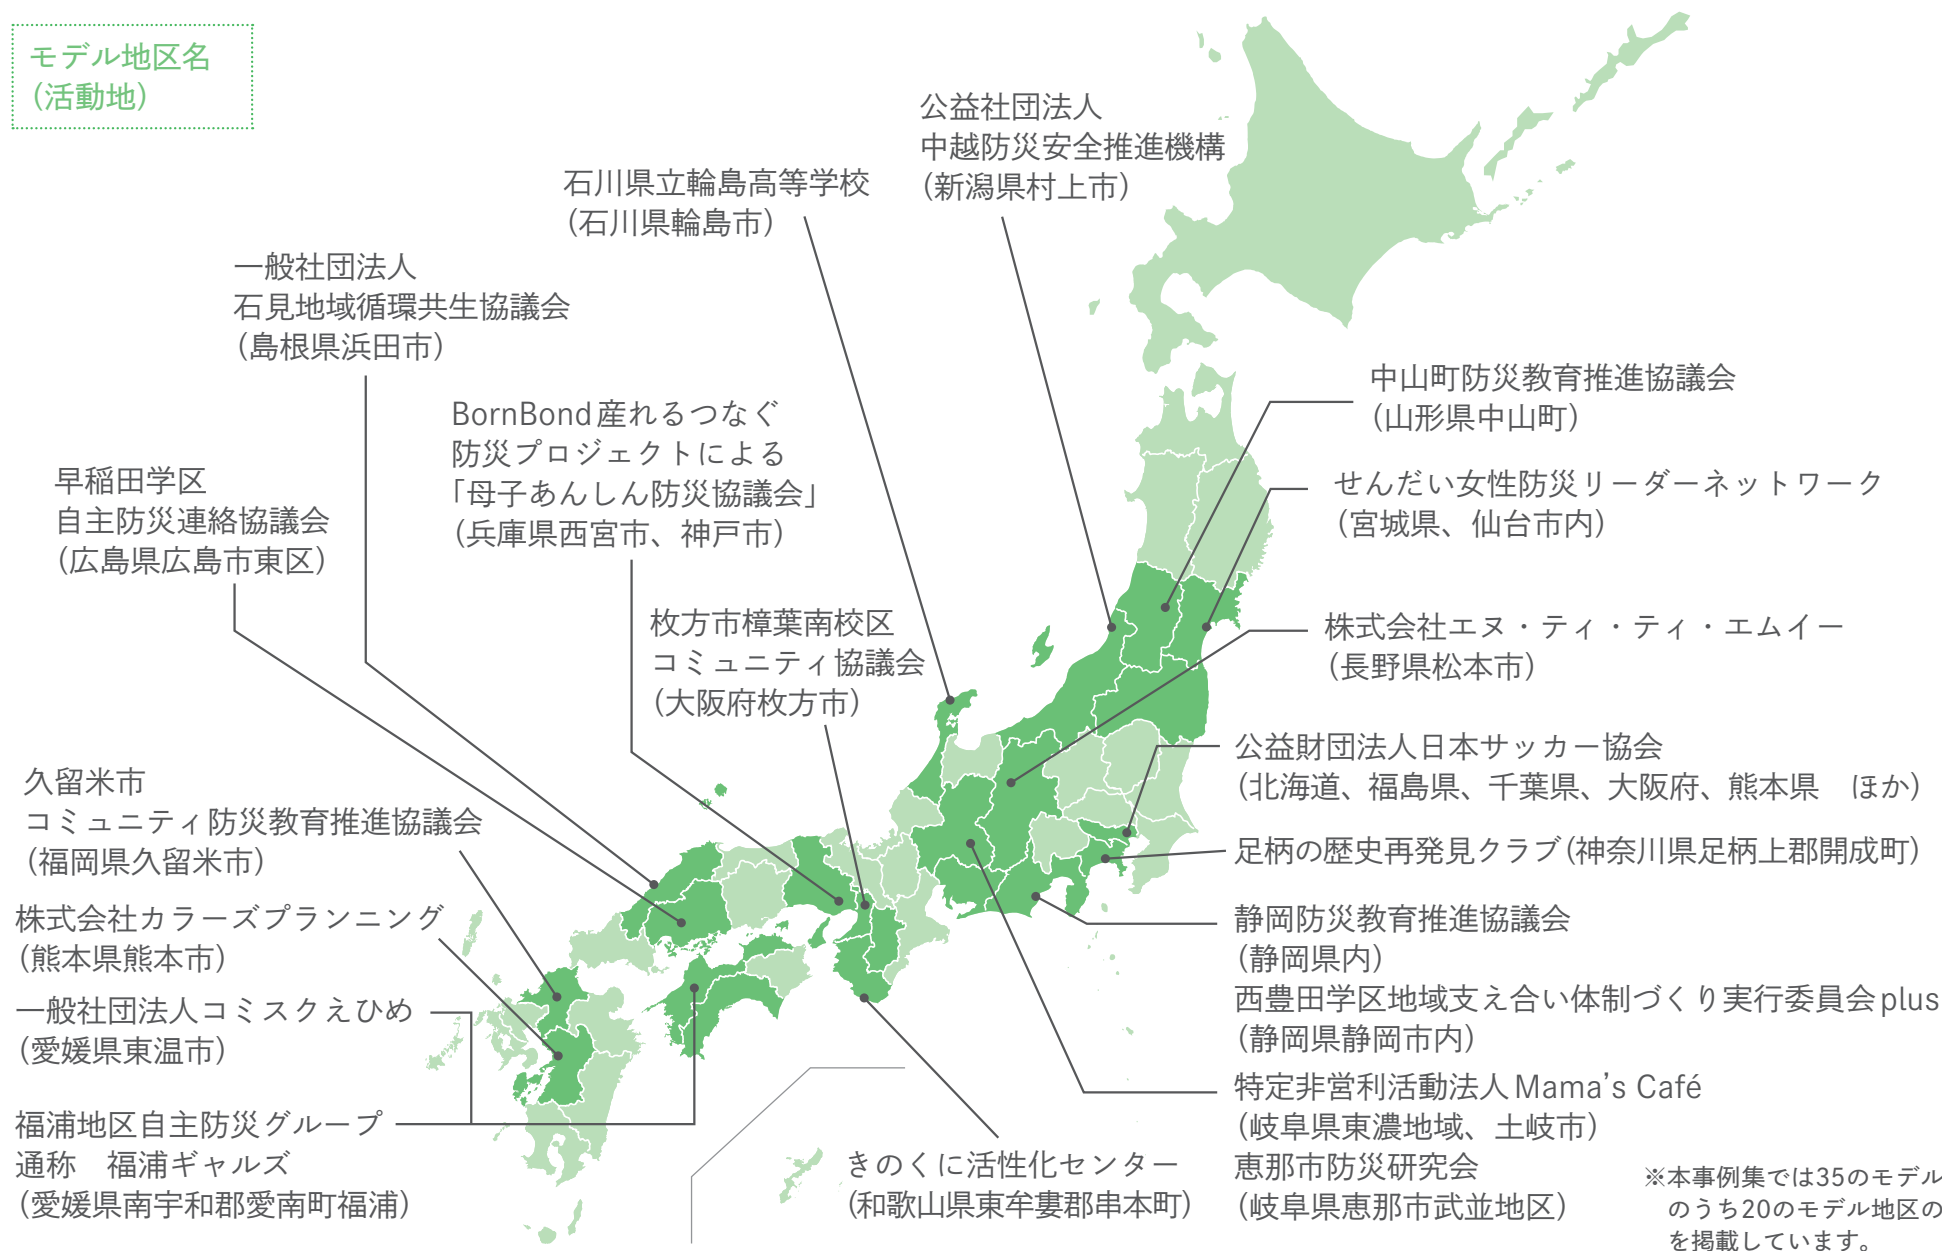 モデル地区名
（活動地）
公益社団法人
中越防災安全推進機構
（新潟県村上市）
石川県立輪島高等学校
（石川県輪島市）
一般社団法人
石見地域循環共生協議会
（島根県浜田市）
BornBond産れるつなぐ
防災プロジェクトによる
「母子あんしん防災協議会」
（兵庫県西宮市、神戸市）
早稲田学区
自主防災連絡協議会
（広島県広島市東区）
枚方市樟葉南校区
コミュニティ協議会
（大阪府枚方市）
久留米市
コミュニティ防災教育推進協議会
（福岡県久留米市）
株式会社カラーズプランニング
（熊本県熊本市）
一般社団法人コミスクえひめ
（愛媛県東温市）
福浦地区自主防災グループ
通称　福浦ギャルズ
（愛媛県南宇和郡愛南町福浦）
中山町防災教育推進協議会
（山形県中山町）
せんだい女性防災リーダーネットワーク
（宮城県、仙台市内）
株式会社エヌ・ティ・ティ・エムイー
（長野県松本市）
公益財団法人日本サッカー協会
（北海道、福島県、千葉県、大阪府、熊本県　ほか）
足柄の歴史再発見クラブ（神奈川県足柄上郡開成町）
静岡防災教育推進協議会
（静岡県内）
西豊田学区地域支え合い体制づくり実行委員会plus
（静岡県静岡市内）
特定非営利活動法人Mama’s Café
（岐阜県東濃地域、土岐市）
恵那市防災研究会
（岐阜県恵那市武並地区）
きのくに活性化センター
（和歌山県東牟婁郡串本町）
※本事例集では35のモデル
のうち20のモデル地区の
を掲載しています。